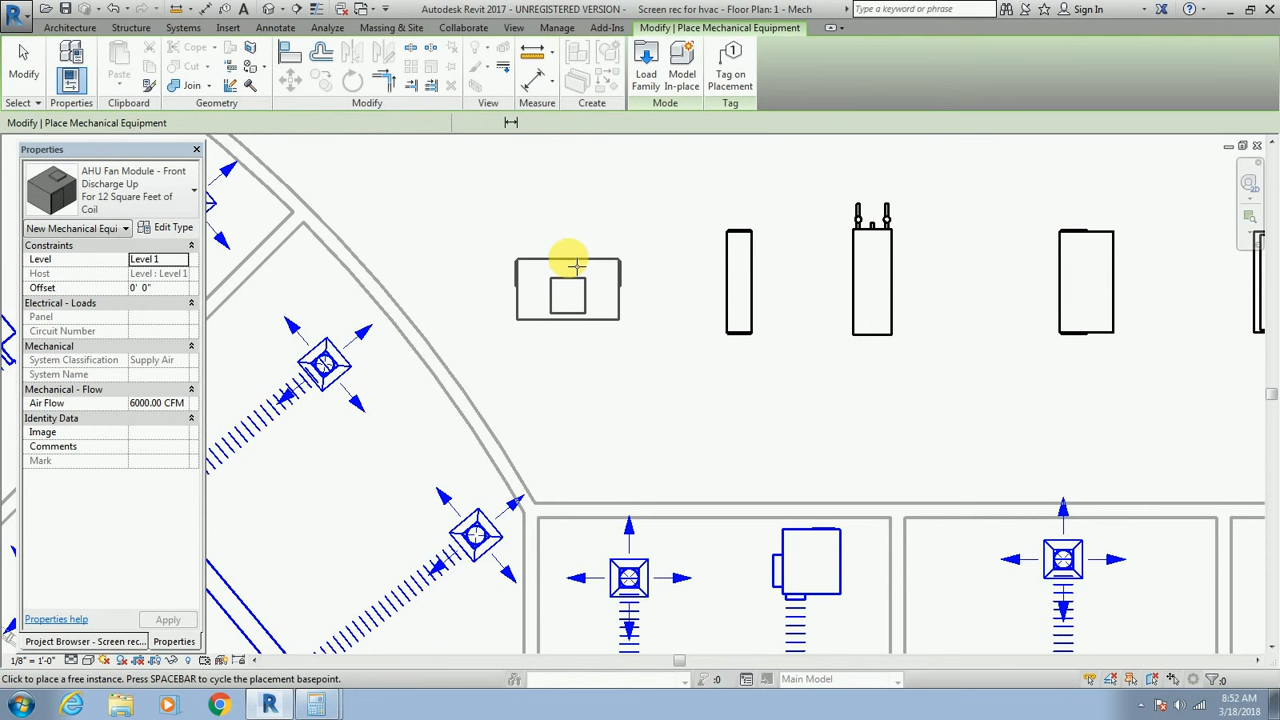 Autodesk Revit 2017 - UNREGISTERED VERSION - Screen rec for hvac - Floor Plan: 1 - Mech
Type a keyword or phrase
Sign In
Architecture Structure Systems Insert Annotate Analyze Massing & Site Collaborate View Manage Add-Ins Modify | Place Mechanical Equipment
Modify
Properties
Paste
Cope
Cut
Join
Load
Family
Model
In-place
Tag on
Placement
Select Properties Clipboard Geometry Modify View Measure Create Mode Tag
Modify | Place Mechanical Equipment
Properties
AHU Fan Module - Front
Discharge Up
For 12 Square Feet of
Coil
New Mechanical Equi Edit Type
Constraints
Level Level 1
Host Level : Level 1
Offset 0' 0"
Electrical - Loads
Panel
Circuit Number
Mechanical
System Classification Supply Air
System Name
Mechanical - Flow
Air Flow 6000.00 CFM
Identity Data
Image
Comments
Mark
Properties help Apply
Project Browser - Screen rec... Properties
1/8" = 1'-0"
Click to place a free instance. Press SPACEBAR to cycle the placement basepoint.
:0
Main Model
:0
8:52 AM
3/18/2018